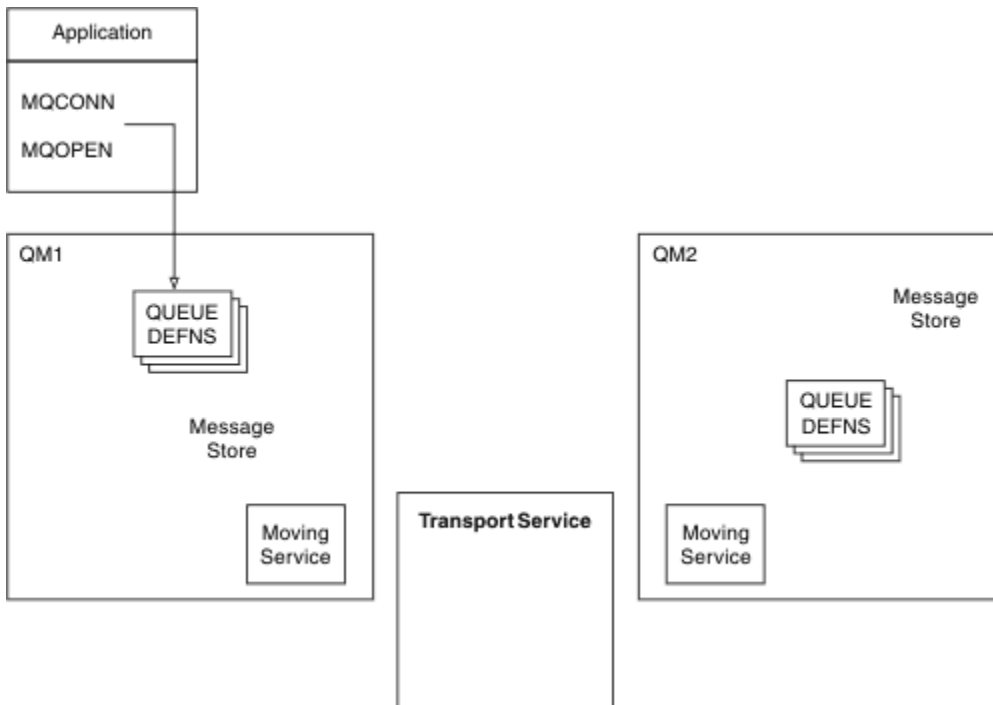 Application
MQCONN
MQOPEN
QM1
QUEUE
DEFNS
Message
Store
Moving
Service
Transport Service
QM2
Message
Store
QUEUE
DEFNS
Moving
Service